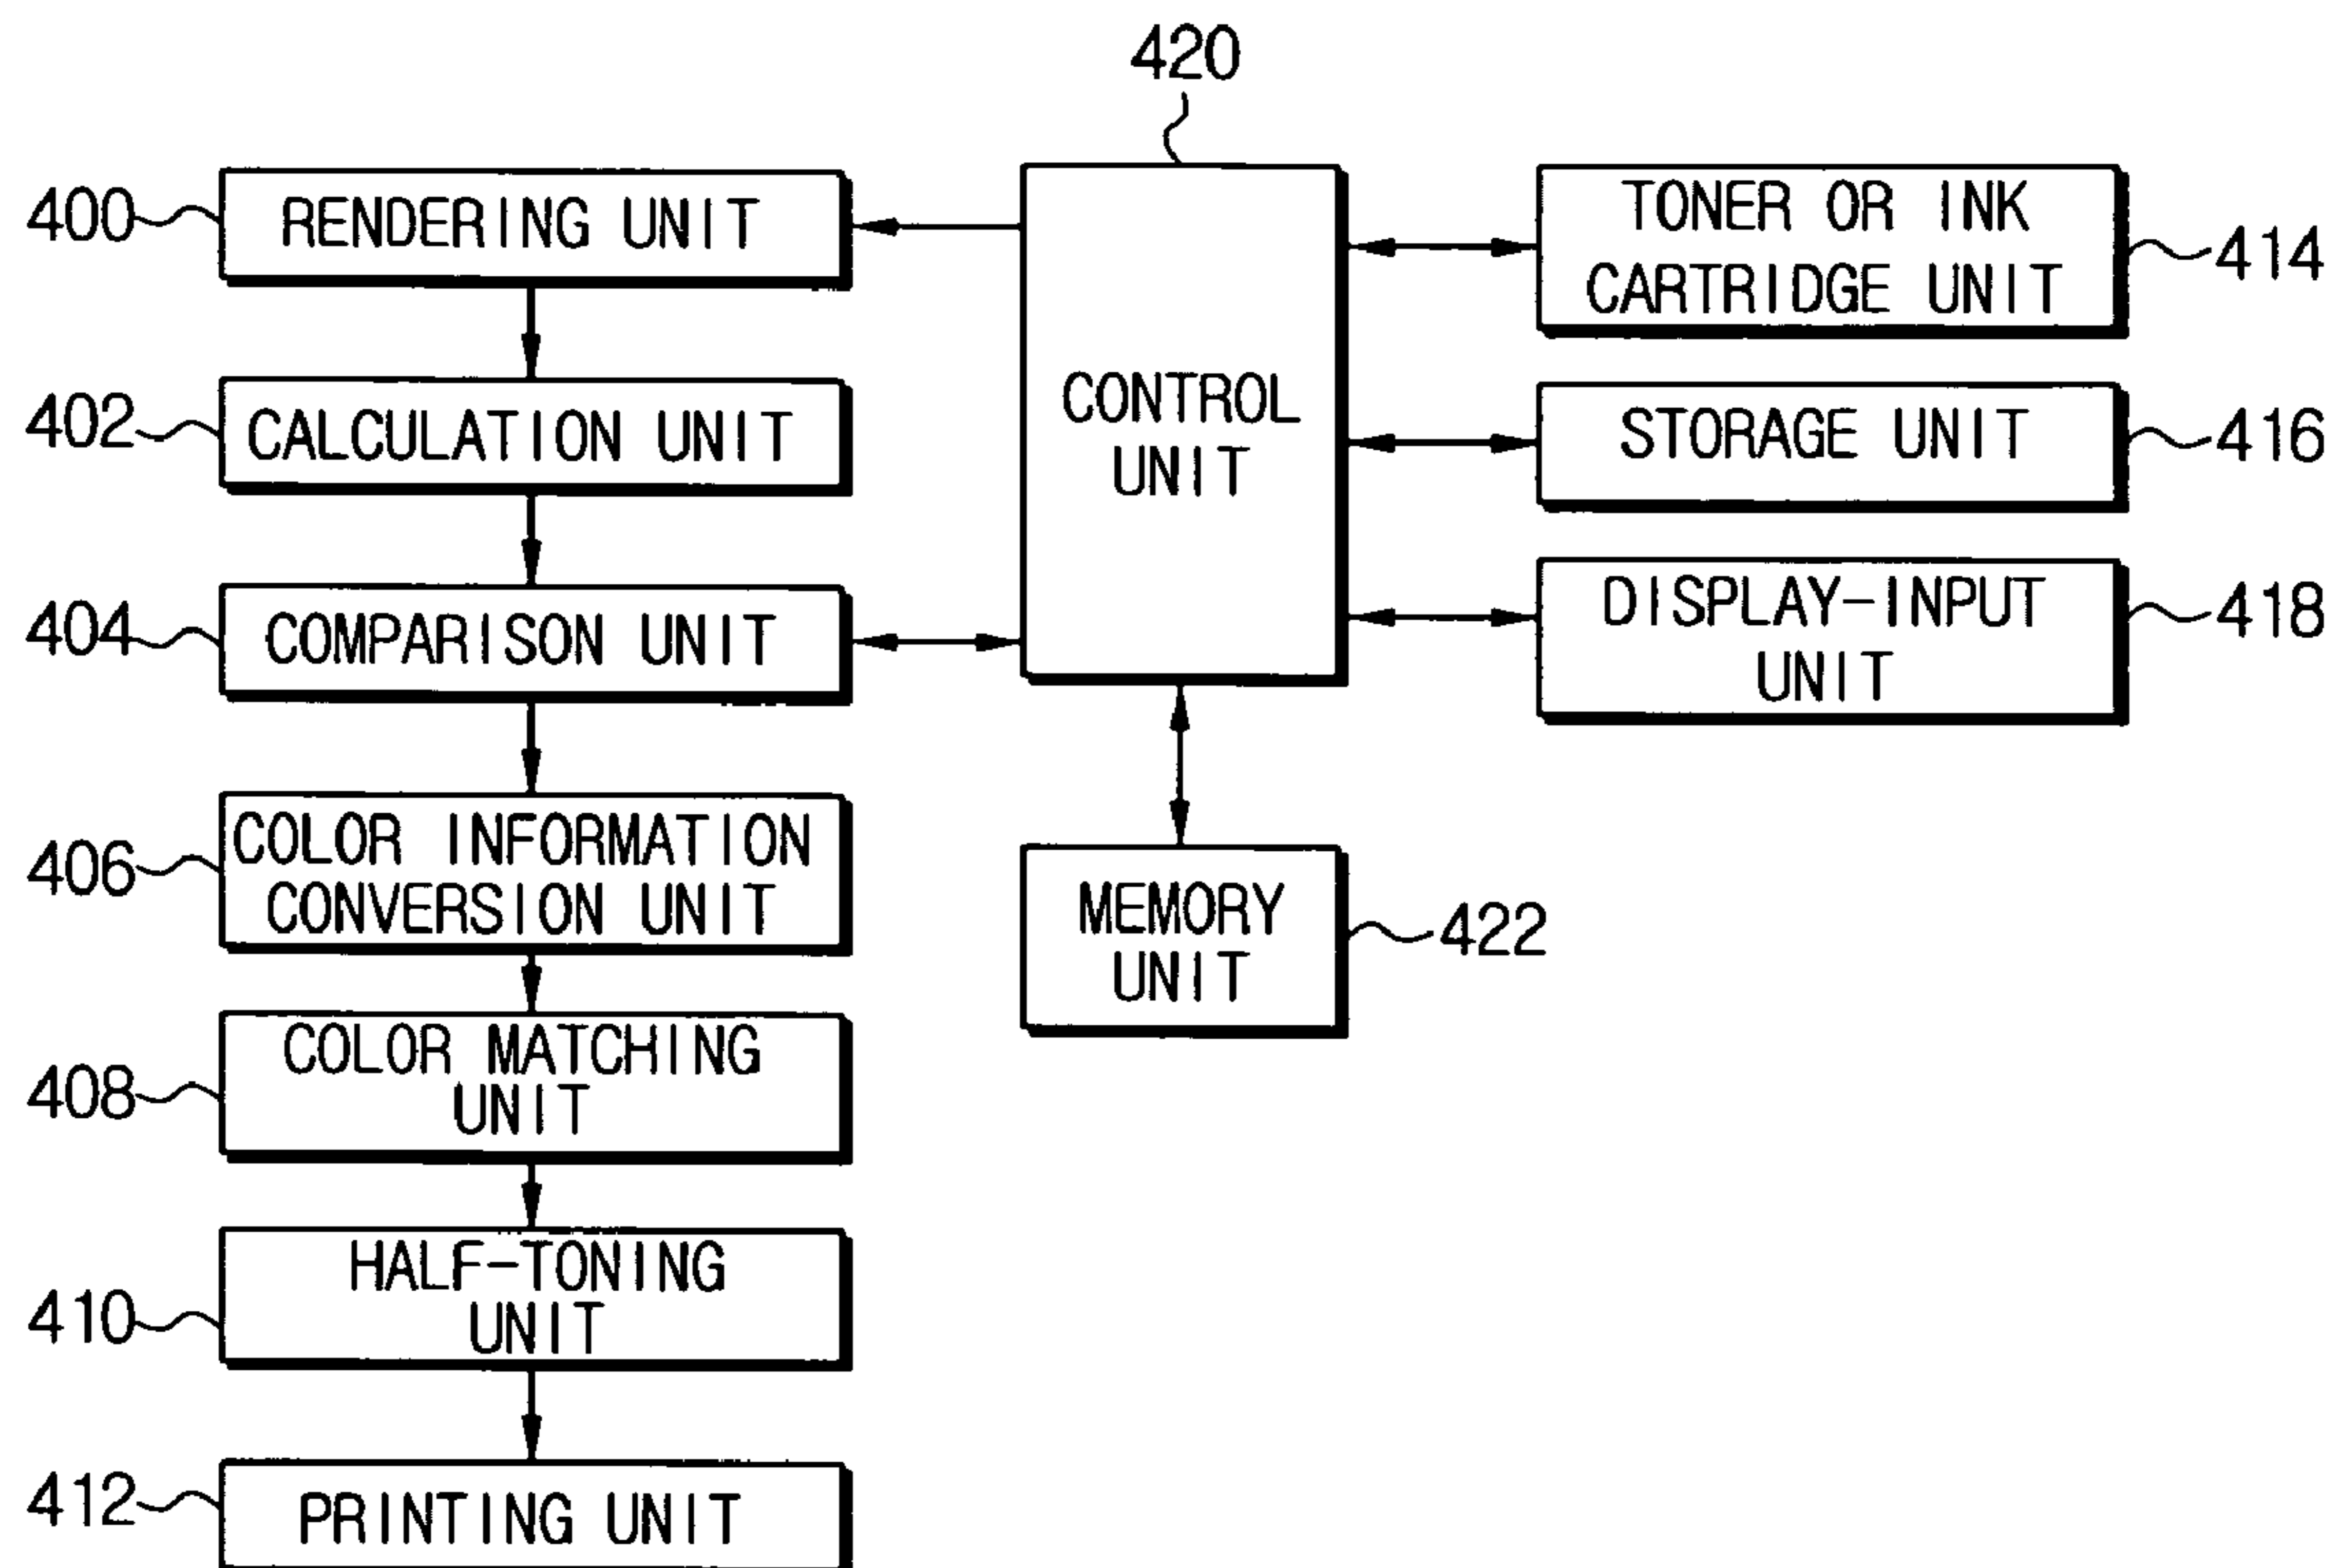 420
400
RENDERING UNIT
402
CALCULATION UNIT
404
COMPARISON UNIT
406
COLOR INFORMATION
CONVERSION UNIT
408
COLOR MATCHING
UNIT
410
HALF-TONING
UNIT
412
PRINTING UNIT
CONTROL
UNIT
MEMORY
UNIT
422
TONER OR INK
CARTRIDGE UNIT
414
STORAGE UNIT
416
DISPLAY-INPUT
UNIT
418